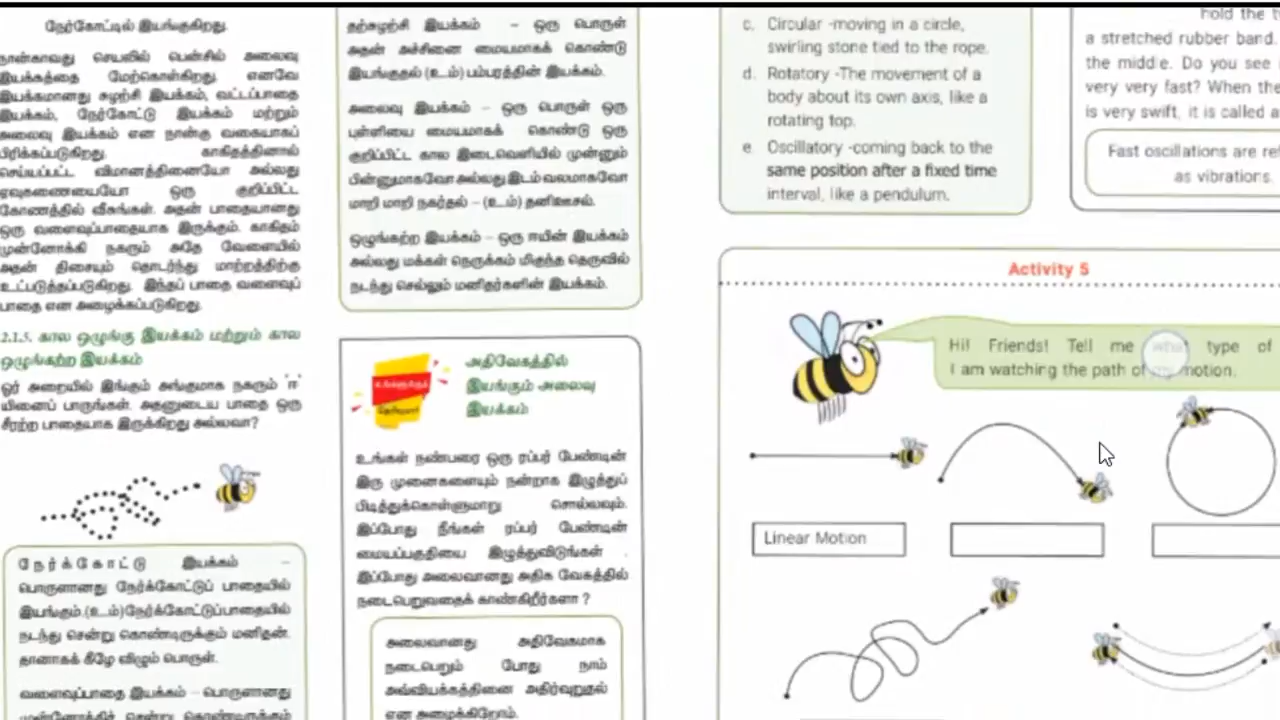 நேர்கோட்டில் இயங்குகிறது.
நான்காவது செயலில் பென்சில் அலைவு
இயக்கத்தை மேற்கொள்கிறது. எனவே
இயக்கமானது சுழற்சி இயக்கம், வட்டப்பாதை
இயக்கம், நேர்கோட்டு இயக்கம் மற்றும்
அலைவு இயக்கம் என நான்கு வகையாகப்
பிரிக்கப்படுகிறது. காகிதத்தினால்
செய்யப்பட்ட விமானத்தினையோ அல்லது
ஏவுகணையையோ ஒரு குறிப்பிட்ட
கோணத்தில் வீசுங்கள். அதன் பாதையானது
ஒரு வளைவுப்பாதையாக இருக்கும். காகிதம்
முன்னோக்கி நகரும் அதே வேளையில்
அதன் திசையும் தொடர்ந்து மாற்றத்திற்கு
உட்படுத்தப்படுகிறது. இந்தப் பாதை வளைவுப்
பாதை என அழைக்கப்படுகிறது.
2.1.5. கால ஒழுங்கு இயக்கம் மற்றும் கால
ஒழுங்கற்ற இயக்கம்
ஓர் அறையில் இங்கும் அங்குமாக நகரும் 'ஈ'
யினைப் பாருங்கள். அதனுடைய பாதை ஒரு
சீரற்ற பாதையாக இருக்கிறது அல்லவா?
நேர்க்கோட்டு இயக்கம் –
பொருளானது நேர்க்கோட்டுப் பாதையில்
இயங்கும்.(உ.ம்)நேர்க்கோட்டுப்பாதையில்
நடந்து சென்று கொண்டிருக்கும் மனிதன்.
தானாகக் கீழே விழும் பொருள்.
வளைவுப்பாதை இயக்கம் – பொருளானது
முன்னோக்கிச் சென்று கொண்டிருக்கும்
தற்சுழற்சி இயக்கம் – ஒரு பொருள்
அதன் அச்சினை மையமாகக் கொண்டு
இயங்குதல் (உ.ம்) பம்பரத்தின் இயக்கம்.
அலைவு இயக்கம் – ஒரு பொருள் ஒரு
புள்ளியை மையமாகக் கொண்டு ஒரு
குறிப்பிட்ட கால இடைவெளியில் முன்னும்
பின்னுமாகவோ அல்லது இடம் வலமாகவோ
மாறி மாறி நகர்தல் – (உ.ம்) தனிஊசல்.
ஒழுங்கற்ற இயக்கம் – ஒரு ஈயின் இயக்கம்
அல்லது மக்கள் நெருக்கம் மிகுந்த தெருவில்
நடந்து செல்லும் மனிதர்களின் இயக்கம்.
உங்களுக்குத்
தெரியுமா?
அதிவேகத்தில்
இயங்கும் அலைவு
இயக்கம்
உங்கள் நண்பரை ஒரு ரப்பர் பேண்டின்
இரு முனைகளையும் நன்றாக இழுத்துப்
பிடித்துக்கொள்ளுமாறு சொல்லவும்.
இப்போது நீங்கள் ரப்பர் பேண்டின்
மையப்பகுதியை இழுத்துவிடுங்கள் .
இப்போது அலைவானது அதிக வேகத்தில்
நடைபெறுவதைக் காண்கிறீர்களா ?
அலைவானது அதிவேகமாக
நடைபெறும் போது நாம்
அவ்வியக்கத்தினை அதிர்வுறுதல்
என அழைக்கிறோம்.
c. Circular -moving in a circle,
swirling stone tied to the rope.
d. Rotatory -The movement of a
body about its own axis, like a
rotating top.
e. Oscillatory -coming back to the
same position after a fixed time
interval, like a pendulum.
hold the
a stretched rubber band.
the middle. Do you see
very very fast? When the
is very swift, it is called a
Fast oscillations are
as vibrations.
Activity 5
Hi! Friends! Tell me what type of
I am watching the path of my motion.
Linear Motion